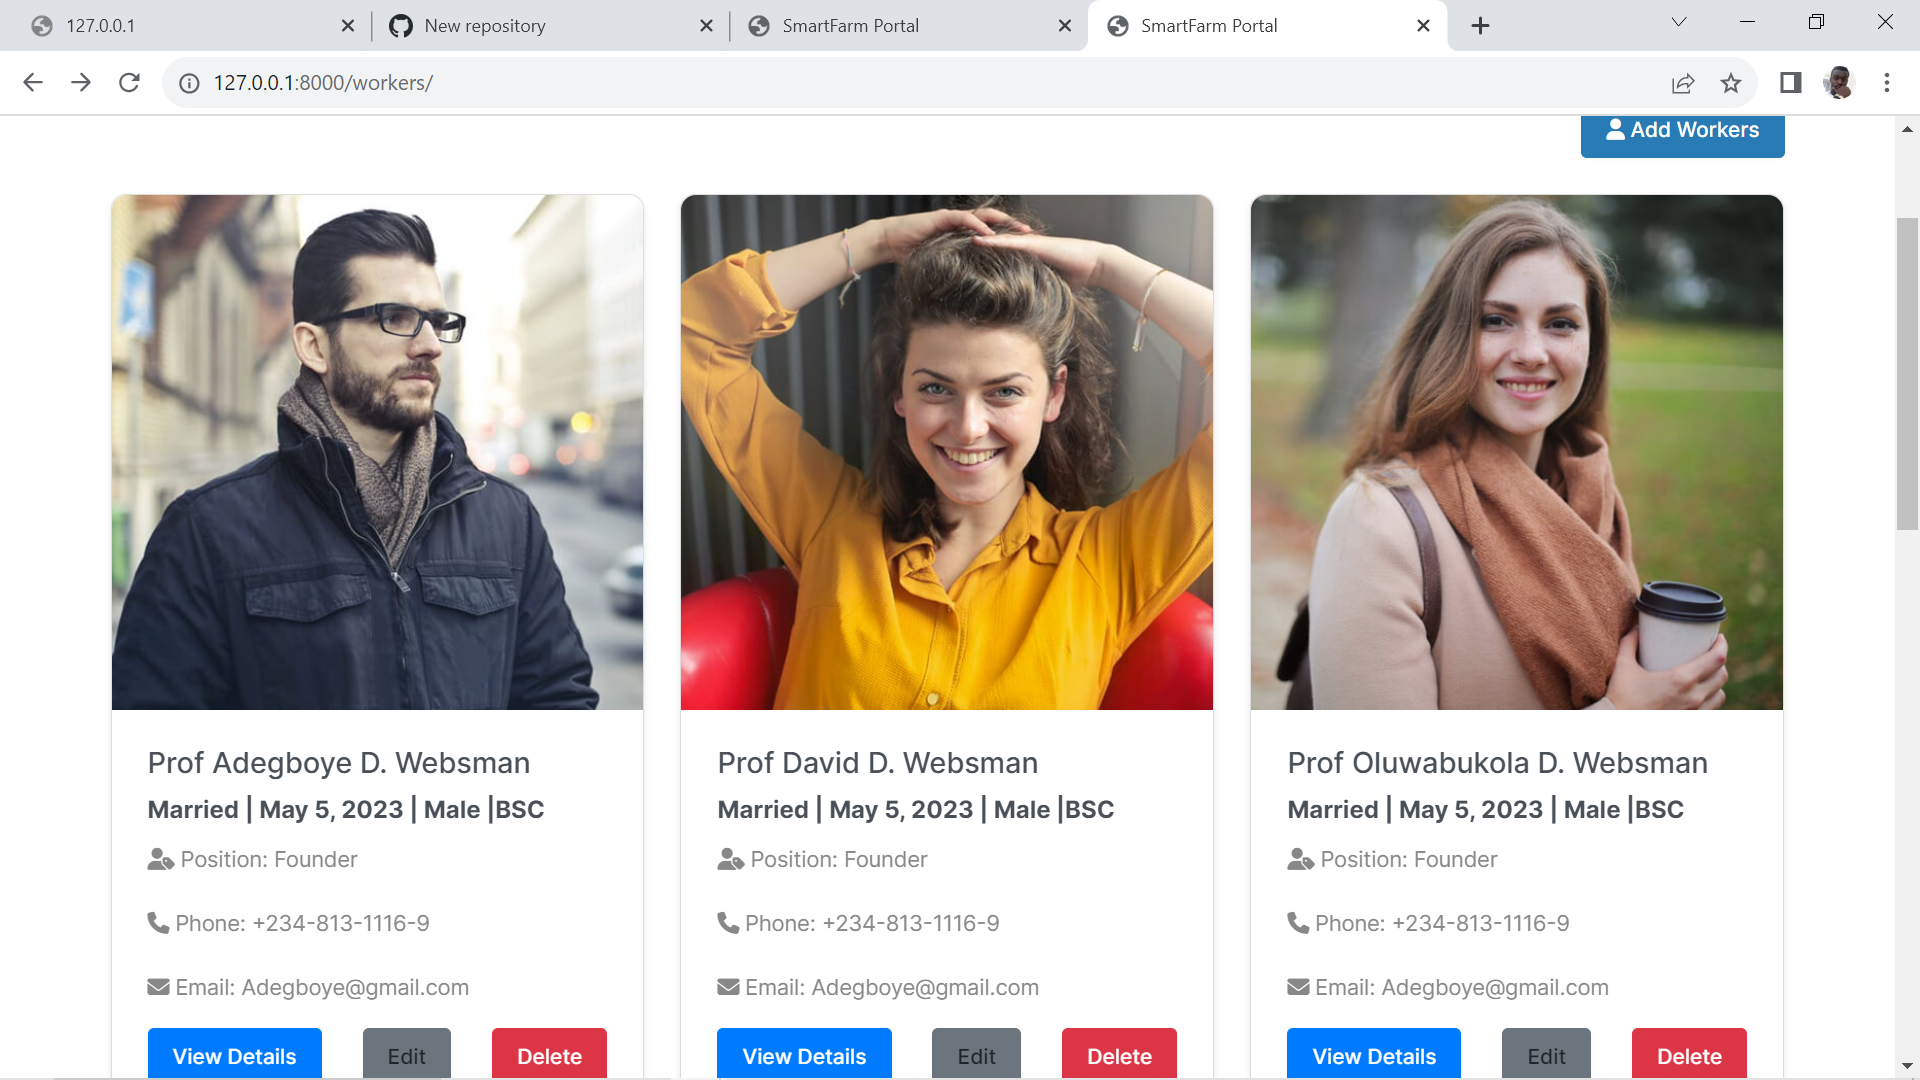 127.0.0.1
New repository
SmartFarm Portal
SmartFarm Portal
127.0.0.1:8000/workers/
Add Workers
Prof Adegboye D. Websman
Married | May 5, 2023 | Male |BSC
Position: Founder
Phone: +234-813-1116-9
Email: Adegboye@gmail.com
View Details
Edit
Delete
Prof David D. Websman
Married | May 5, 2023 | Male |BSC
Position: Founder
Phone: +234-813-1116-9
Email: Adegboye@gmail.com
View Details
Edit
Delete
Prof Oluwabukola D. Websman
Married | May 5, 2023 | Male |BSC
Position: Founder
Phone: +234-813-1116-9
Email: Adegboye@gmail.com
View Details
Edit
Delete